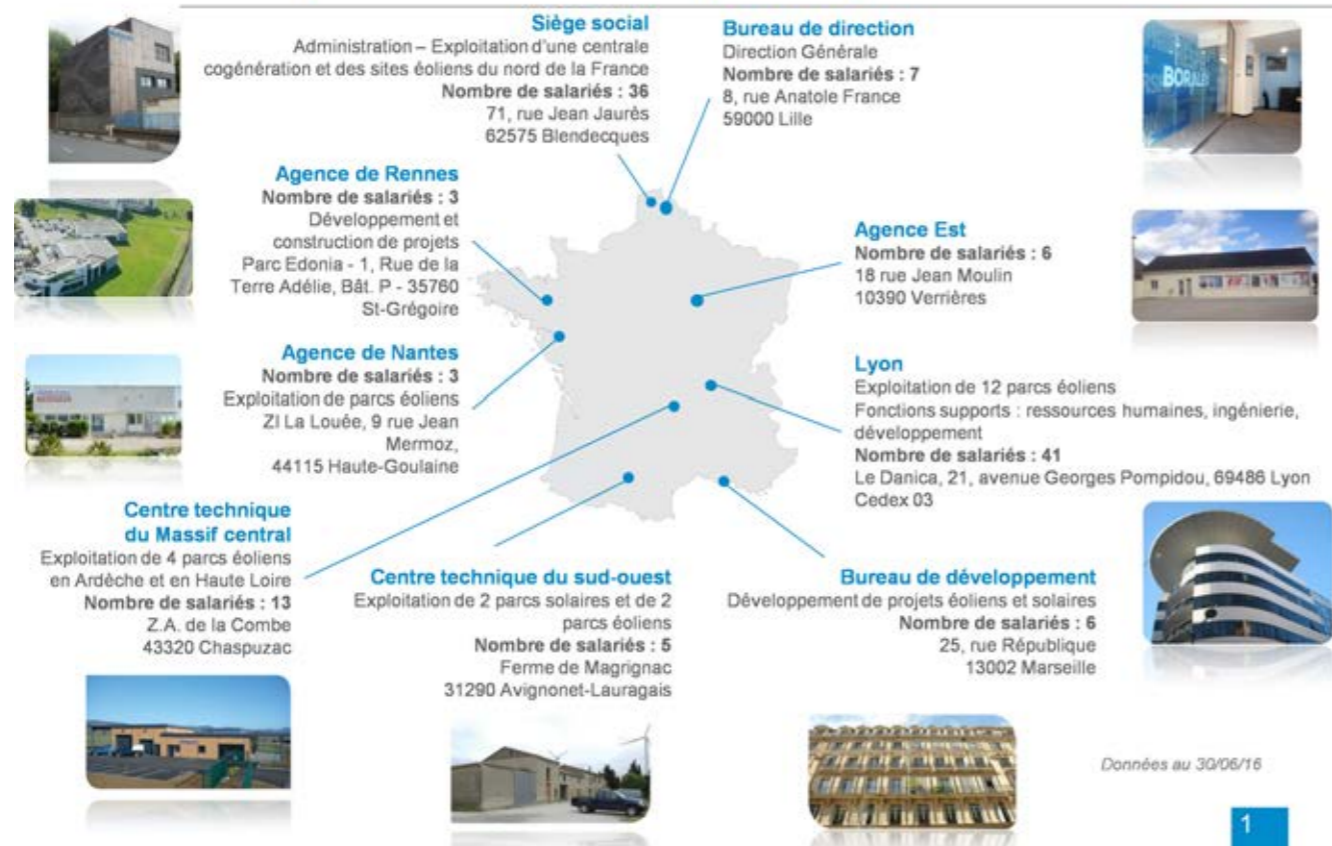 Siège social
Administration – Exploitation d'une centrale
cogénération et des sites éoliens du nord de la France
Nombre de salariés : 36
71, rue Jean Jaurès
62575 Blendecques
Bureau de direction
Direction Générale
Nombre de salariés : 7
8, rue Anatole France
59000 Lille
BORALEX
Agence de Rennes
Nombre de salariés : 3
Développement et
construction de projets
Parc Edonia - 1, Rue de la
Terre Adélie, Bât. P - 35760
St-Grégoire
Agence Est
Nombre de salariés : 6
18 rue Jean Moulin
10390 Verrières
Agence de Nantes
Nombre de salariés : 3
Exploitation de parcs éoliens
ZI La Louée, 9 rue Jean
Mermoz,
44115 Haute-Goulaine
Lyon
Exploitation de 12 parcs éoliens
Fonctions supports : ressources humaines, ingénierie,
développement
Nombre de salariés : 41
Le Danica, 21, avenue Georges Pompidou, 69486 Lyon
Cedex 03
Centre technique
du Massif central
Exploitation de 4 parcs éoliens
en Ardèche et en Haute Loire
Nombre de salariés : 13
Z.A. de la Combe
43320 Chaspuzac
Centre technique du sud-ouest
Exploitation de 2 parcs solaires et de 2
parcs éoliens
Nombre de salariés : 5
Ferme de Magrignac
31290 Avignonet-Lauragais
Bureau de développement
Développement de projets éoliens et solaires
Nombre de salariés : 6
25, rue République
13002 Marseille
Données au 30/06/16
1